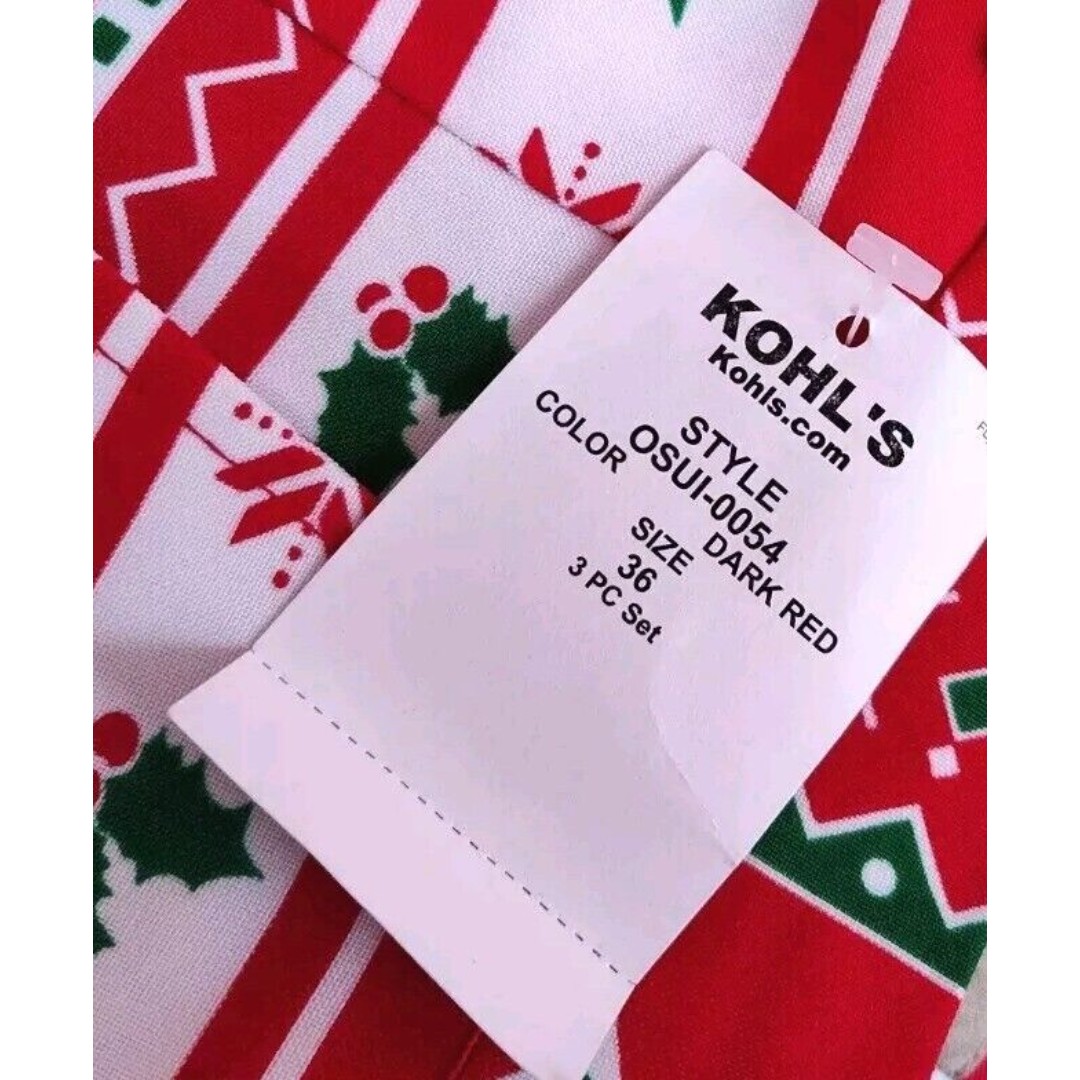 KOHL'S
Kohls.com
STYLE
OSUI-0054
COLOR DARK RED
SIZE
36
3 PC Set